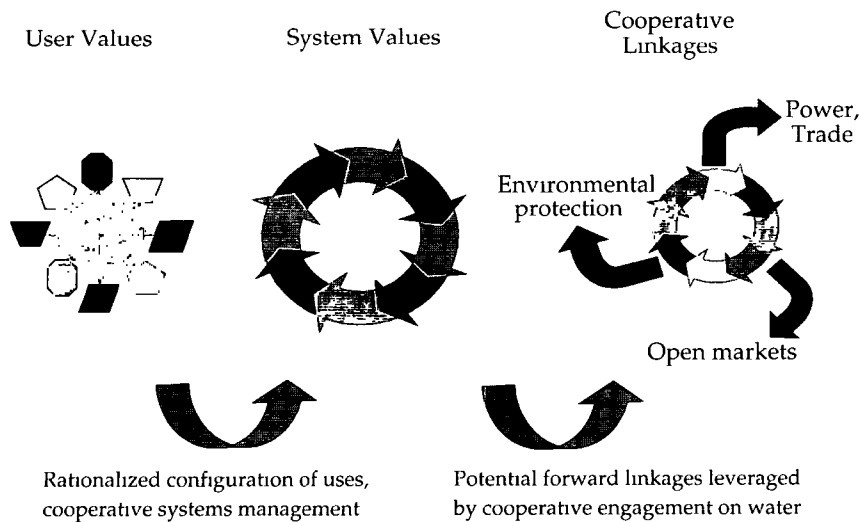 User Values
System Values
Cooperative
Linkages
Power,
Trade
Environmental
protection
Open markets
Rationalized configuration of uses,
cooperative systems management
Potential forward linkages leveraged
by cooperative engagement on water